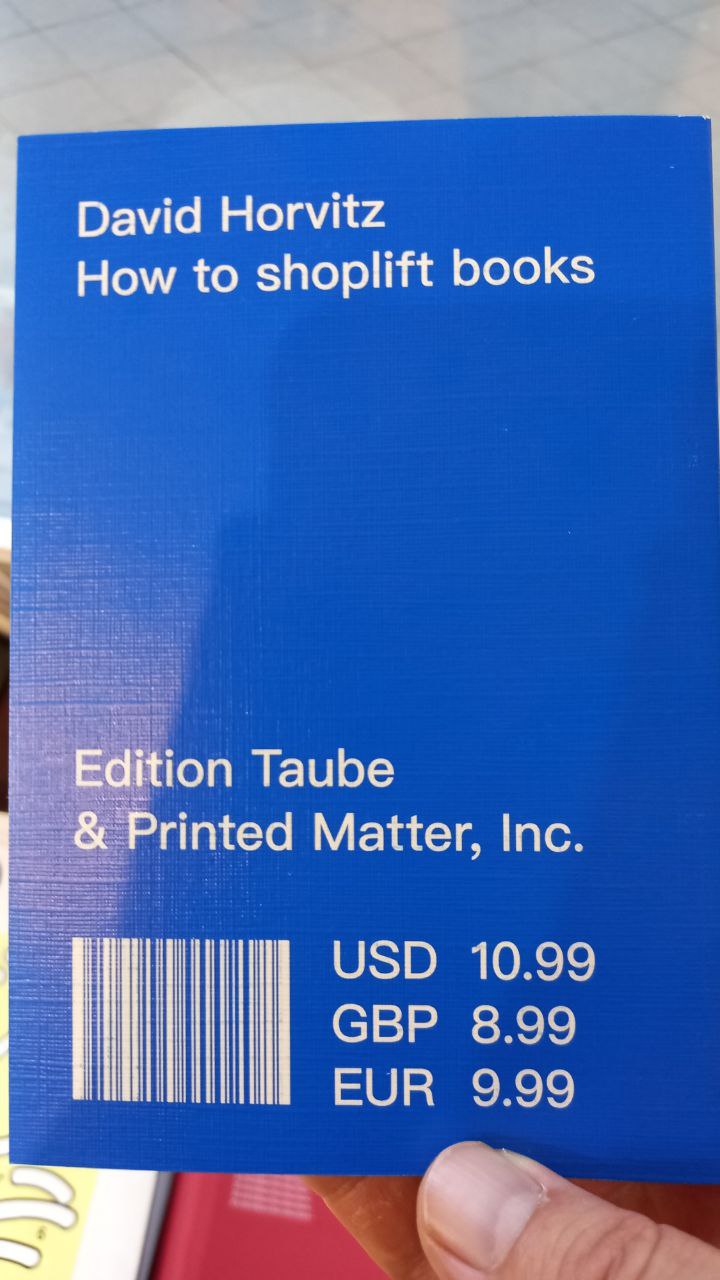 David Horvitz
How to shoplift books
Edition Taube
& Printed Matter, Inc.
USD 10.99
GBP 8.99
EUR 9.99